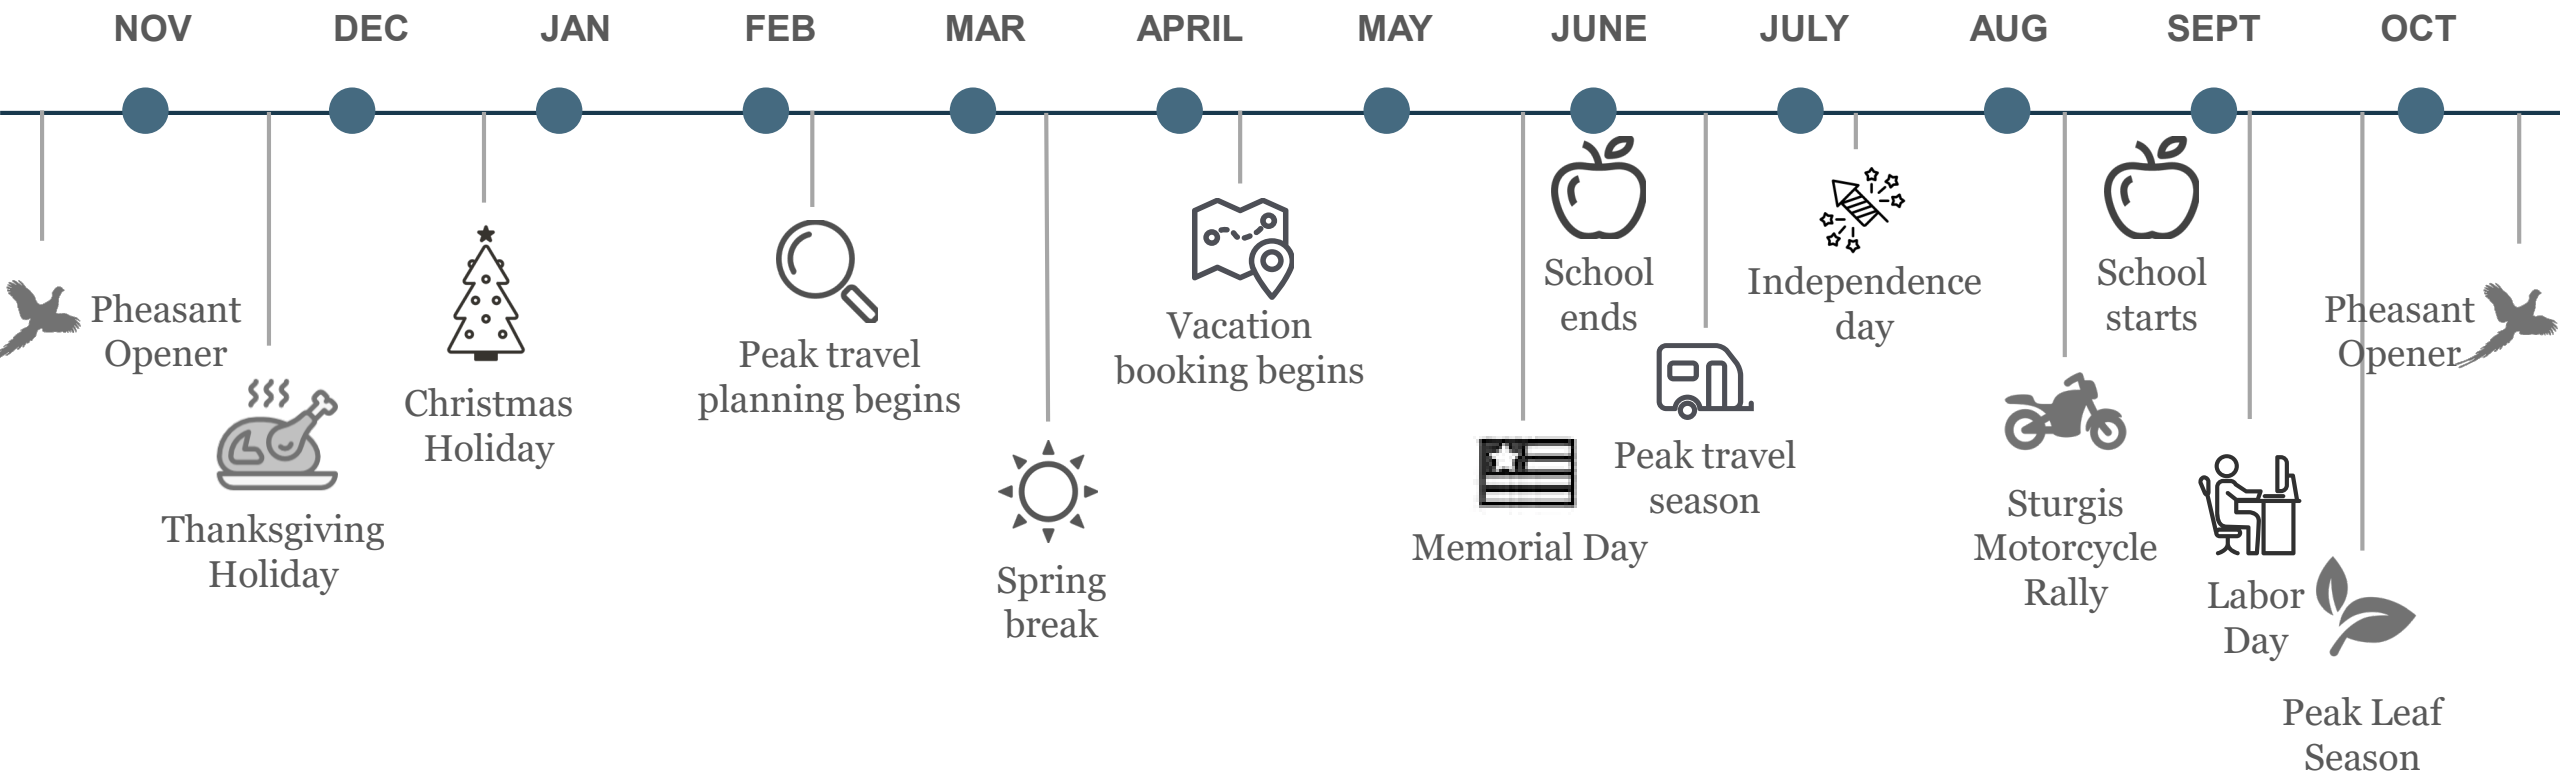 NOV
DEC
JAN
FEB
MAR
APRIL
MAY
JUNE
JULY
AUG
SEPT
OCT
Pheasant
Opener
Thanksgiving
Holiday
Christmas
Holiday
Peak travel
planning begins
Spring
break
Vacation
booking begins
Memorial Day
School
ends
Peak travel
season
Independence
day
Sturgis
Motorcycle
Rally
School
starts
Labor
Day
Peak Leaf
Season
Pheasant
Opener